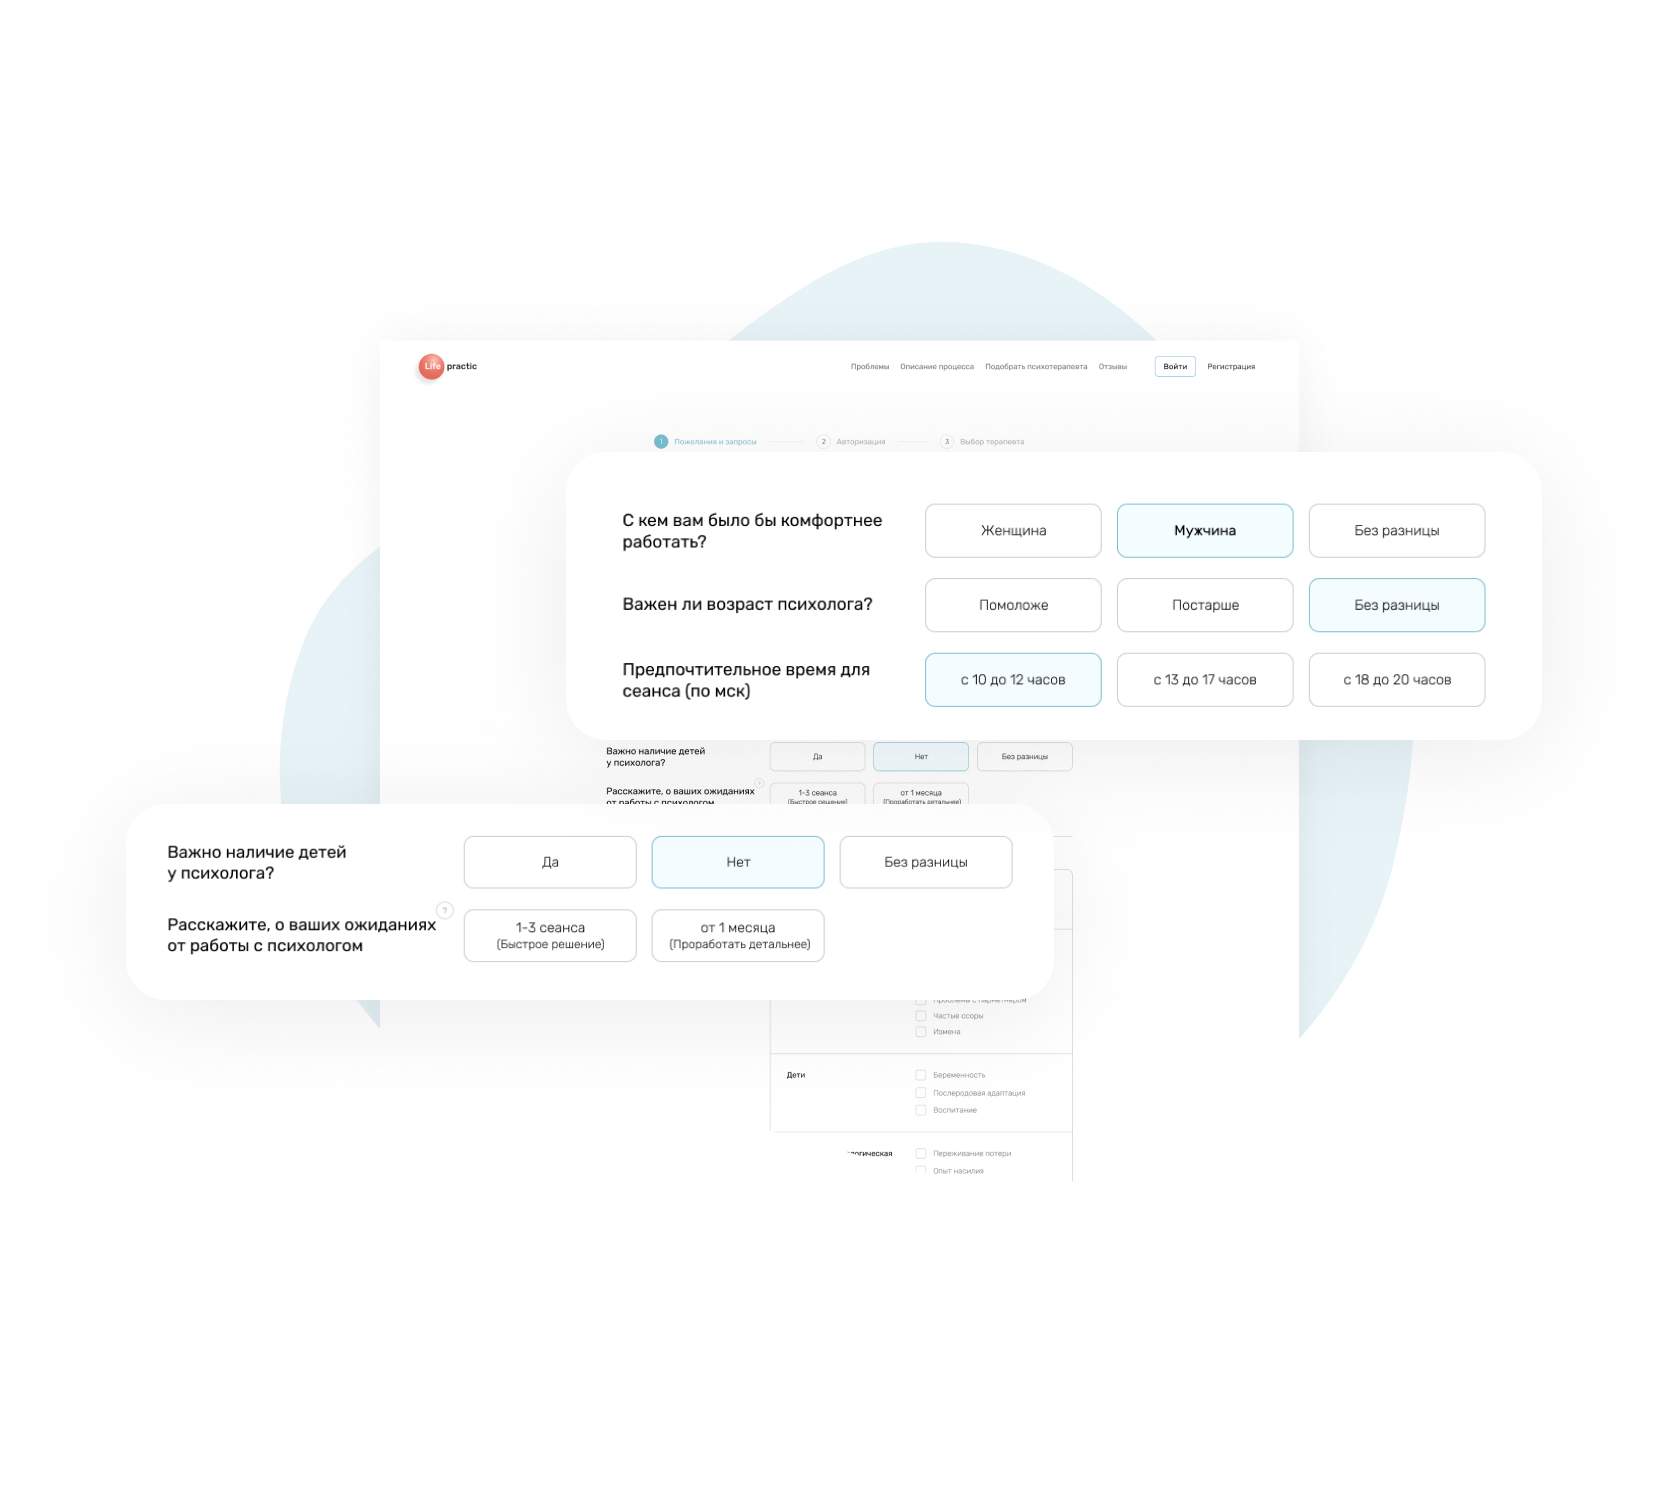 Life practic
Проблемы Описание процесса Подобрать психотерапевта Отзывы Войти Регистрация
1 Пожелания и запросы 2 Авторизация 3 Выбор терапевта
С кем вам было бы комфортнее
работать?
Женщина Мужчина Без разницы
Важен ли возраст психолога?
Помоложе Постарше Без разницы
Предпочтительное время для
сеанса (по мск)
с 10 до 12 часов с 13 до 17 часов с 18 до 20 часов
Важно наличие детей
у психолога?
Да Нет Без разницы
Расскажите, о ваших ожиданиях
от работы с психологом
?
1-3 сеанса
(Быстрое решение)
от 1 месяца
(Проработать детальнее)
Важно наличие детей
у психолога?
Да Нет Без разницы
Расскажите, о ваших ожиданиях
от работы с психологом
?
1-3 сеанса
(Быстрое решение)
от 1 месяца
(Проработать детальнее)
Частые ссоры
Измена
Дети
Беременность
Послеродовая адаптация
Воспитание
Переживание потери
Опыт насилия